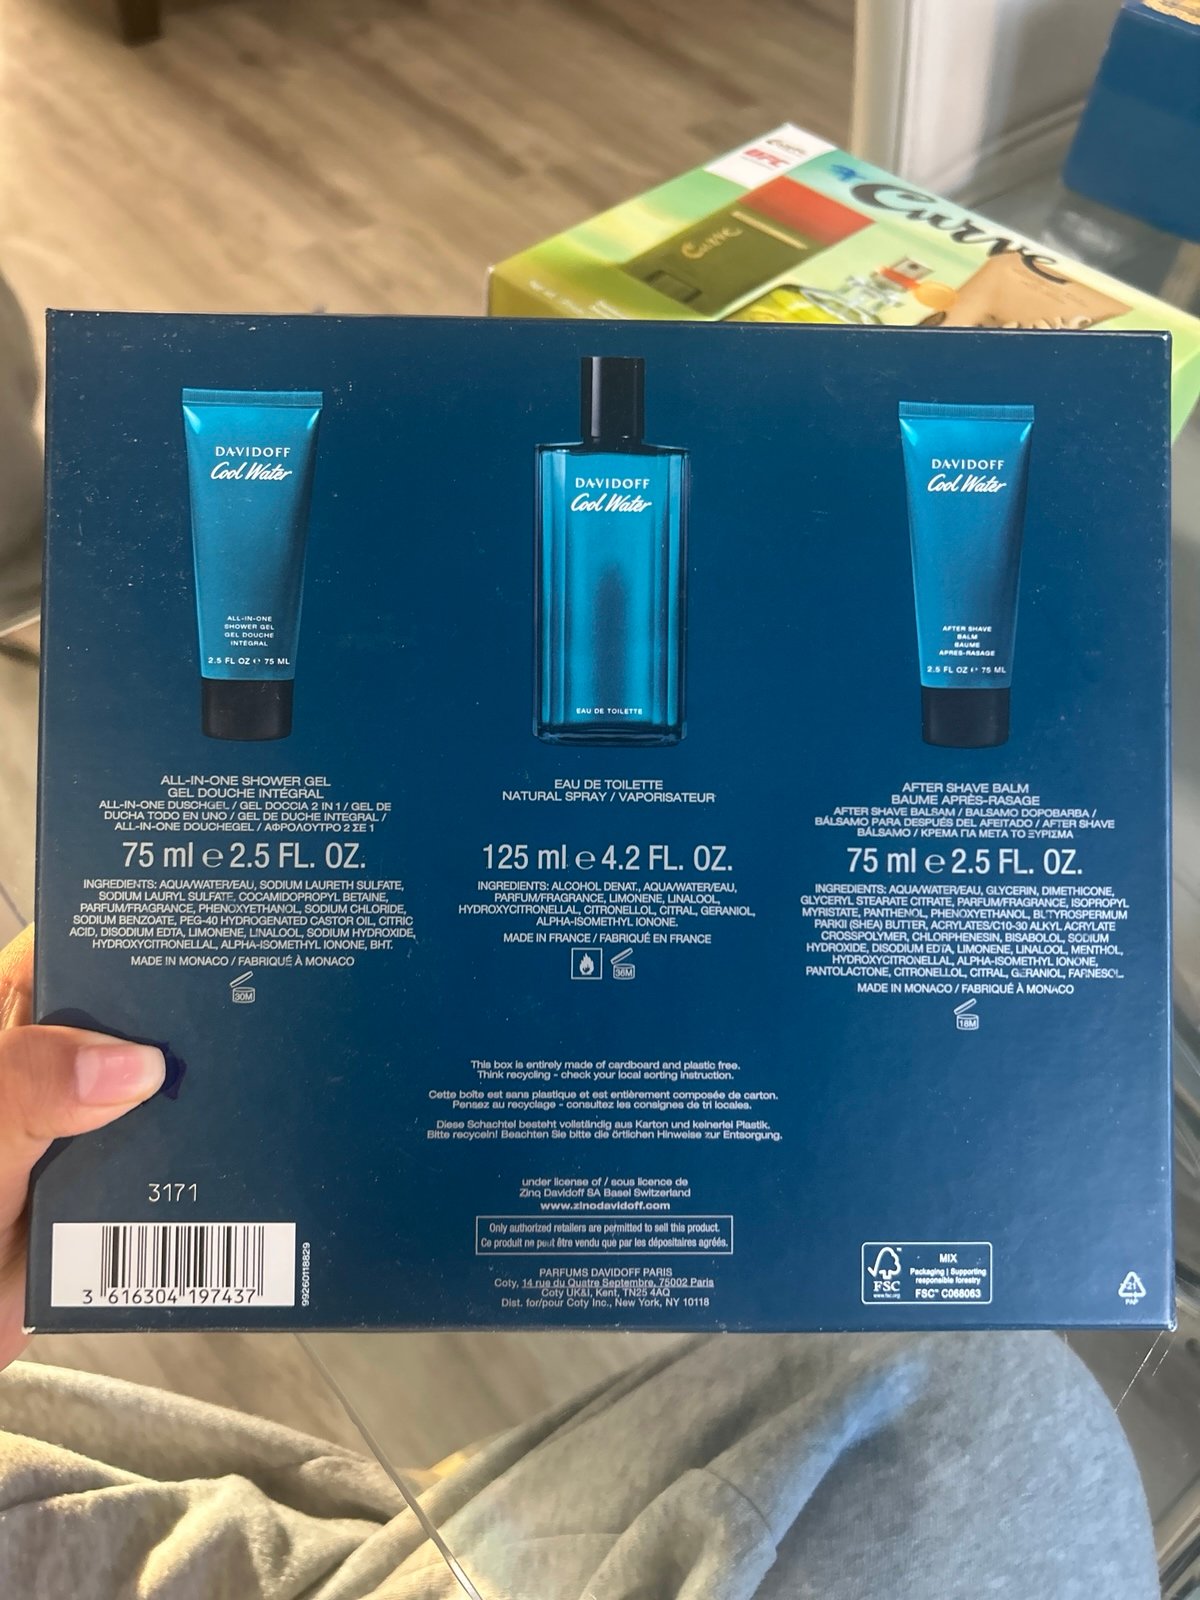 UFC
Curve
Curve
DAVIDOFF
Cool Water
ALL-IN-ONE
SHOWER GEL
GEL DOUCHE
INTÉGRAL
2.5 FL OZ e 75 ML
DAVIDOFF
Cool Water
EAU DE TOILETTE
DAVIDOFF
Cool Water
AFTER SHAVE
BALM
BAUME
APRÈS-RASAGE
2.5 FL OZ e 75 ML
ALL-IN-ONE SHOWER GEL
GEL DOUCHE INTÉGRAL
ALL-IN-ONE DUSCHGEL / GEL DOCCIA 2 IN 1 / GEL DE
DUCHA TODO EN UNO / GEL DE DUCHE INTEGRAL /
ALL-IN-ONE DOUCHEGEL / ΑΦΡΟΛΟΥΤΡΟ 2 ΣΕ 1
75 ml e 2.5 FL. OZ.
INGREDIENTS: AQUA/WATER/EAU, SODIUM LAURETH SULFATE,
SODIUM LAURYL SULFATE, COCAMIDOPROPYL BETAINE,
PARFUM/FRAGRANCE, PHENOXYETHANOL, SODIUM CHLORIDE,
SODIUM BENZOATE, PEG-40 HYDROGENATED CASTOR OIL, CITRIC
ACID, DISODIUM EDTA, LIMONENE, LINALOOL, SODIUM HYDROXIDE,
HYDROXYCITRONELLAL, ALPHA-ISOMETHYL IONONE, BHT.
MADE IN MONACO / FABRIQUÉ À MONACO
30M
EAU DE TOILETTE
NATURAL SPRAY / VAPORISATEUR
125 ml e 4.2 FL. OZ.
INGREDIENTS: ALCOHOL DENAT., AQUA/WATER/EAU,
PARFUM/FRAGRANCE, LIMONENE, LINALOOL,
HYDROXYCITRONELLAL, CITRONELLOL, CITRAL, GERANIOL,
ALPHA-ISOMETHYL IONONE.
MADE IN FRANCE / FABRIQUÉ EN FRANCE
36M
AFTER SHAVE BALM
BAUME APRÈS-RASAGE
AFTER SHAVE BALSAM / BALSAMO DOPOBARBA /
BÁLSAMO PARA DESPUÉS DEL AFEITADO / AFTER SHAVE
BÁLSAMO / ΚΡΕΜΑ ΓΙΑ ΜΕΤΑ ΤΟ ΞΥΡΙΣΜΑ
75 ml e 2.5 FL. OZ.
INGREDIENTS: AQUA/WATER/EAU, GLYCERIN, DIMETHICONE,
GLYCERYL STEARATE CITRATE, PARFUM/FRAGRANCE, ISOPROPYL
MYRISTATE, PANTHENOL, PHENOXYETHANOL, BUTYROSPERMUM
PARKII (SHEA) BUTTER, ACRYLATES/C10-30 ALKYL ACRYLATE
CROSSPOLYMER, CHLORPHENESIN, BISABOLOL, SODIUM
HYDROXIDE, DISODIUM EDTA, LIMONENE, LINALOOL, MENTHOL,
HYDROXYCITRONELLAL, ALPHA-ISOMETHYL IONONE,
PANTOLACTONE, CITRONELLOL, CITRAL, GERANIOL, FARNESOL.
MADE IN MONACO / FABRIQUÉ À MONACO
18M
This box is entirely made of cardboard and plastic free.
Think recycling - check your local sorting instruction.
Cette boîte est sans plastique et est entièrement composée de carton.
Pensez au recyclage - consultez les consignes de tri locales.
Diese Schachtel besteht vollständig aus Karton und keinerlei Plastik.
Bitte recyceln! Beachten Sie bitte die örtlichen Hinweise zur Entsorgung.
under license of / sous licence de
Zino Davidoff SA Basel Switzerland
www.zinodavidoff.com
Only authorized retailers are permitted to sell this product.
Ce produit ne peut être vendu que par les dépositaires agréés.
PARFUMS DAVIDOFF PARIS
Coty, 14 rue du Quatre Septembre, 75002 Paris
Coty UK&I, Kent, TN25 4AQ
Dist. for/pour Coty Inc., New York, NY 10118
3171
3 616304 197437
99260118829
FSC
www.fsc.org
MIX
Packaging | Supporting
responsible forestry
FSC™ C068063
21
PAP